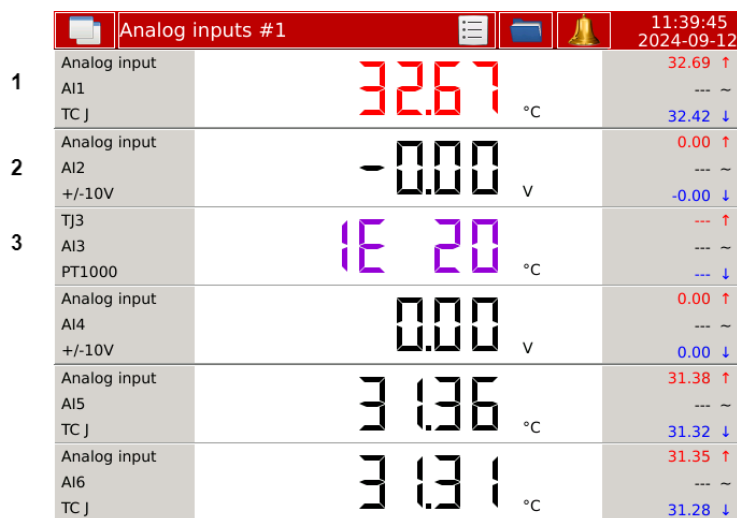 Analog inputs #1
11:39:45
2024-09-12
1
Analog input
AI1
TC J
32.67 °C
32.69 ↑
--- ~
32.42 ↓
2
Analog input
AI2
+/-10V
-0.00 V
0.00 ↑
--- ~
-0.00 ↓
3
TJ3
AI3
PT1000
1E 20 °C
--- ↑
--- ~
--- ↓
Analog input
AI4
+/-10V
0.00 V
0.00 ↑
--- ~
0.00 ↓
Analog input
AI5
TC J
31.36 °C
31.38 ↑
--- ~
31.32 ↓
Analog input
AI6
TC J
31.31 °C
31.35 ↑
--- ~
31.28 ↓